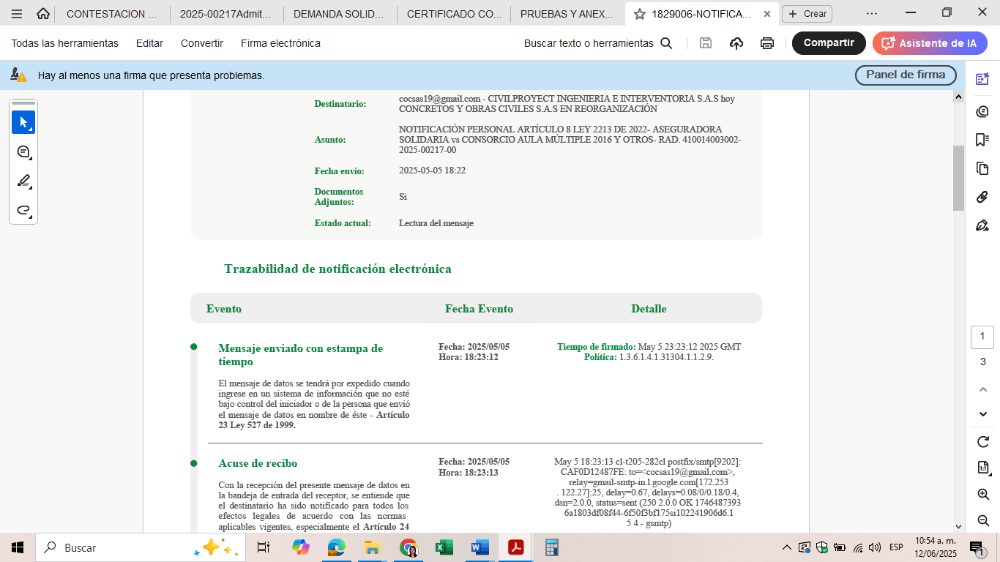 CONTESTACION ...
2025-00217Admit...
DEMANDA SOLID...
CERTIFICADO CO...
PRUEBAS Y ANEX...
1829006-NOTIFICA...
Crear
Todas las herramientas
Editar
Convertir
Firma electrónica
Buscar texto o herramientas
Compartir
Asistente de IA
Hay al menos una firma que presenta problemas.
Panel de firma
Destinatario:
cocsas19@gmail.com - CIVILPROYECT INGENIERIA E INTERVENTORIA S.A.S hoy
CONCRETOS Y OBRAS CIVILES S.A.S EN REORGANIZACIÓN
Asunto:
NOTIFICACIÓN PERSONAL ARTÍCULO 8 LEY 2213 DE 2022- ASEGURADORA
SOLIDARIA vs CONSORCIO AULA MÚLTIPLE 2016 Y OTROS- RAD. 410014003002-
2025-00217-00
Fecha envío:
2025-05-05 18:22
Documentos
Adjuntos:
Si
Estado actual:
Lectura del mensaje
Trazabilidad de notificación electrónica
Evento
Fecha Evento
Detalle
Mensaje enviado con estampa de
tiempo
El mensaje de datos se tendrá por expedido cuando
ingrese en un sistema de información que no esté
bajo control del iniciador o de la persona que envió
el mensaje de datos en nombre de éste - Artículo
23 Ley 527 de 1999.
Fecha: 2025/05/05
Hora: 18:23:12
Tiempo de firmado: May 5 23:23:12 2025 GMT
Política: 1.3.6.1.4.1.31304.1.1.2.9.
Acuse de recibo
Con la recepción del presente mensaje de datos en
la bandeja de entrada del receptor, se entiende que
el destinatario ha sido notificado para todos los
efectos legales de acuerdo con las normas
aplicables vigentes, especialmente el Artículo 24
Fecha: 2025/05/05
Hora: 18:23:13
May 5 18:23:13 cl-t205-282cl postfix/smtp[9202]:
CAF0D12487FE: to=<cocsas19@gmail.com>,
relay=gmail-smtp-in.l.google.com[172.253
. 122.27]:25, delay=0.67, delays=0.08/0/0.18/0.4,
dsn=2.0.0, status=sent (250 2.0.0 OK 1746487393
6a1803df08f44-6f50f3bf175si102241906d6.1
5 4 - gsmtp)
1
3
Buscar
ESP
10:54 a. m.
12/06/2025
1